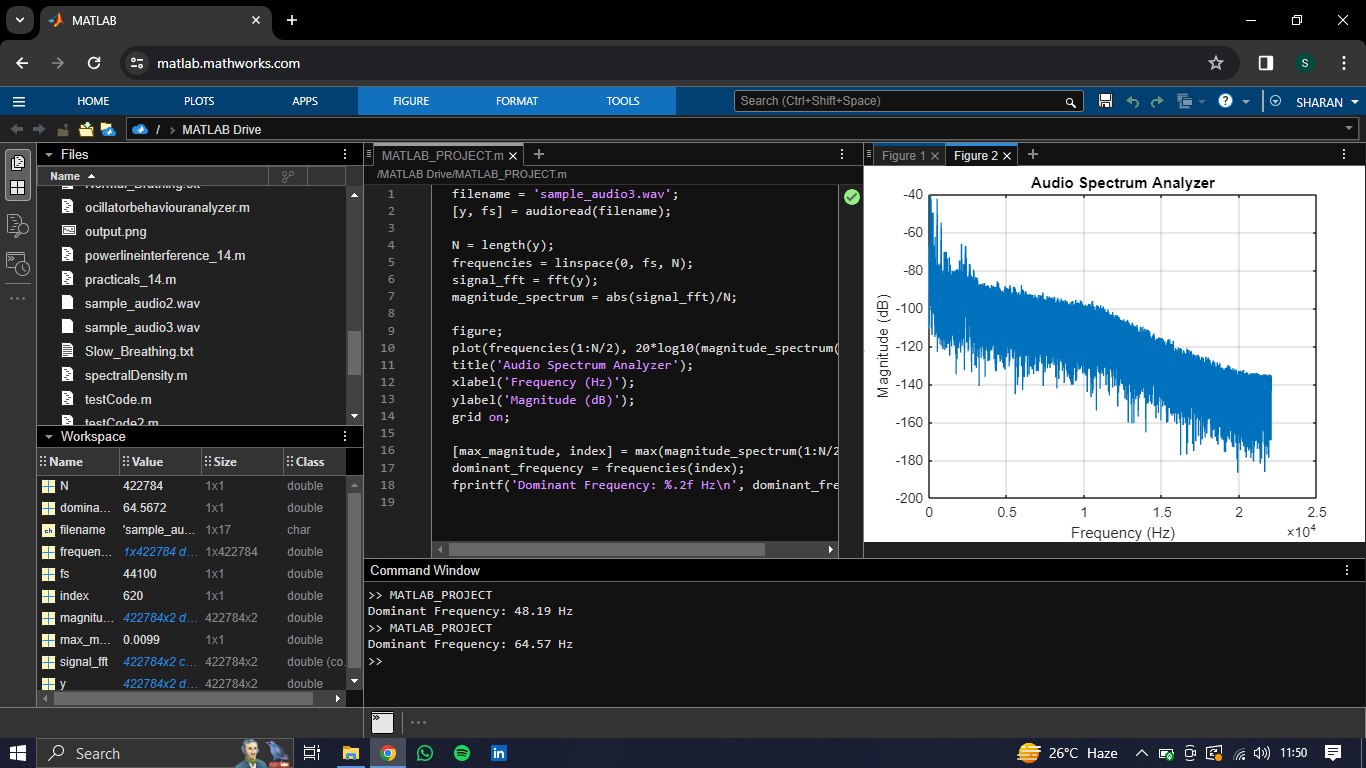 MATLAB
matlab.mathworks.com
S
HOME PLOTS APPS FIGURE FORMAT TOOLS Search (Ctrl+Shift+Space) SHARAN
/ MATLAB Drive
Files
Name
ocillatorbehaviouranalyzer.m
output.png
powerlineinterference_14.m
practicals_14.m
sample_audio2.wav
sample_audio3.wav
Slow_Breathing.txt
spectralDensity.m
testCode.m
testCode2.m
Workspace
Name Value Size Class
N 422784 1x1 double
domina... 64.5672 1x1 double
filename 'sample_au... 1x17 char
frequen... 1x422784 d... 1x422784 double
fs 44100 1x1 double
index 620 1x1 double
magnitu... 422784x2 d... 422784x2 double
max_m... 0.0099 1x1 double
signal_fft 422784x2 c... 422784x2 double (co...
y 422784x2 d... 422784x2 double
MATLAB_PROJECT.m
/MATLAB Drive/MATLAB_PROJECT.m
1 filename = 'sample_audio3.wav';
2 [y, fs] = audioread(filename);
3
4 N = length(y);
5 frequencies = linspace(0, fs, N);
6 signal_fft = fft(y);
7 magnitude_spectrum = abs(signal_fft)/N;
8
9 figure;
10 plot(frequencies(1:N/2), 20*log10(magnitude_spectrum(
11 title('Audio Spectrum Analyzer');
12 xlabel('Frequency (Hz)');
13 ylabel('Magnitude (dB)');
14 grid on;
15
16 [max_magnitude, index] = max(magnitude_spectrum(1:N/2
17 dominant_frequency = frequencies(index);
18 fprintf('Dominant Frequency: %.2f Hz\n', dominant_fre
19
Figure 1 Figure 2
Audio Spectrum Analyzer
Magnitude (dB)
-40
-60
-80
-100
-120
-140
-160
-180
-200
0 0.5 1 1.5 2 2.5
Frequency (Hz)
×10⁴
Command Window
>> MATLAB_PROJECT
Dominant Frequency: 48.19 Hz
>> MATLAB_PROJECT
Dominant Frequency: 64.57 Hz
>>
Search
26°C Haze 11:50